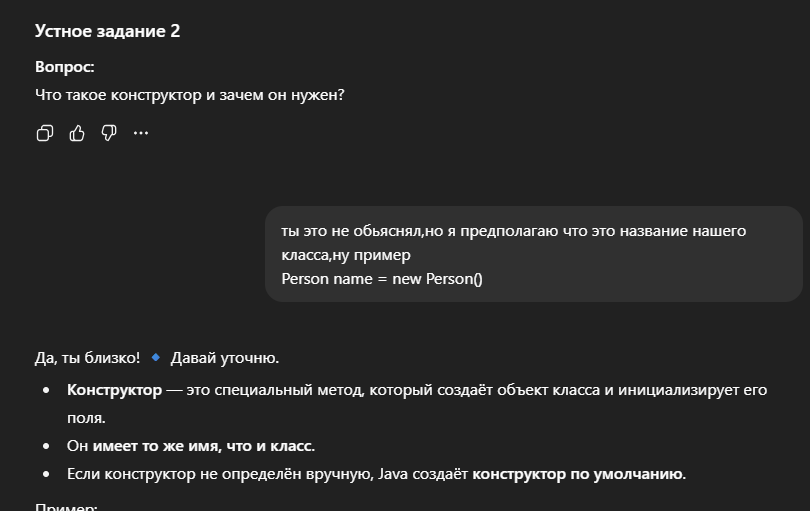 Устное задание 2
Вопрос:
Что такое конструктор и зачем он нужен?
ты это не обьяснял,но я предполагаю что это название нашего
класса,ну пример
Person name = new Person()
Да, ты близко! 🔹 Давай уточню.
• Конструктор — это специальный метод, который создаёт объект класса и инициализирует его
поля.
• Он имеет то же имя, что и класс.
• Если конструктор не определён вручную, Java создаёт конструктор по умолчанию.
Пример: